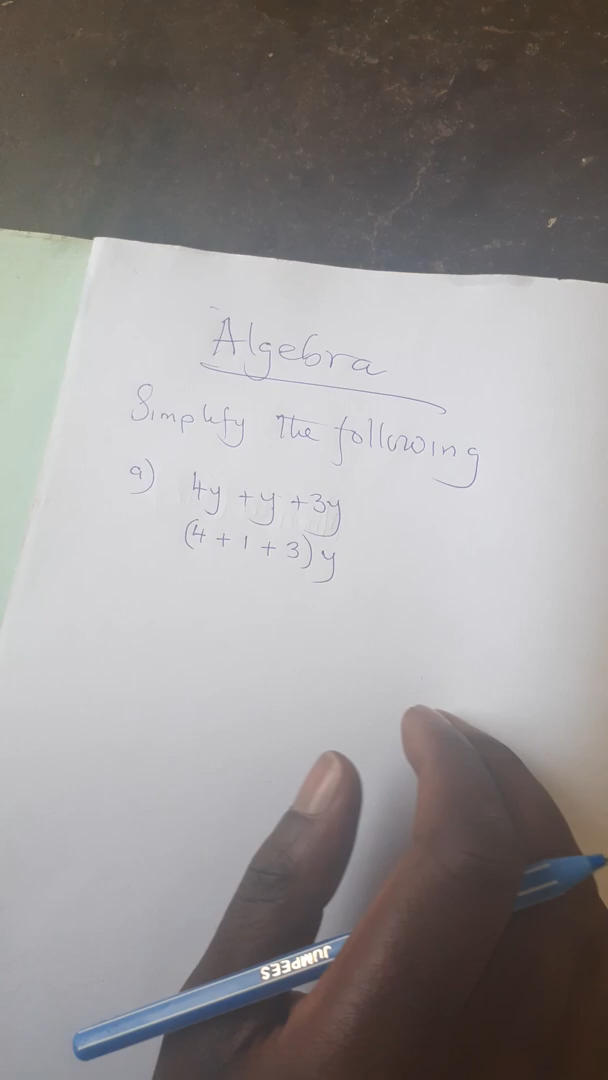 Algebra
Simplify the following
a) 4y + y + 3y
(4 + 1 + 3) y
JUMPEES